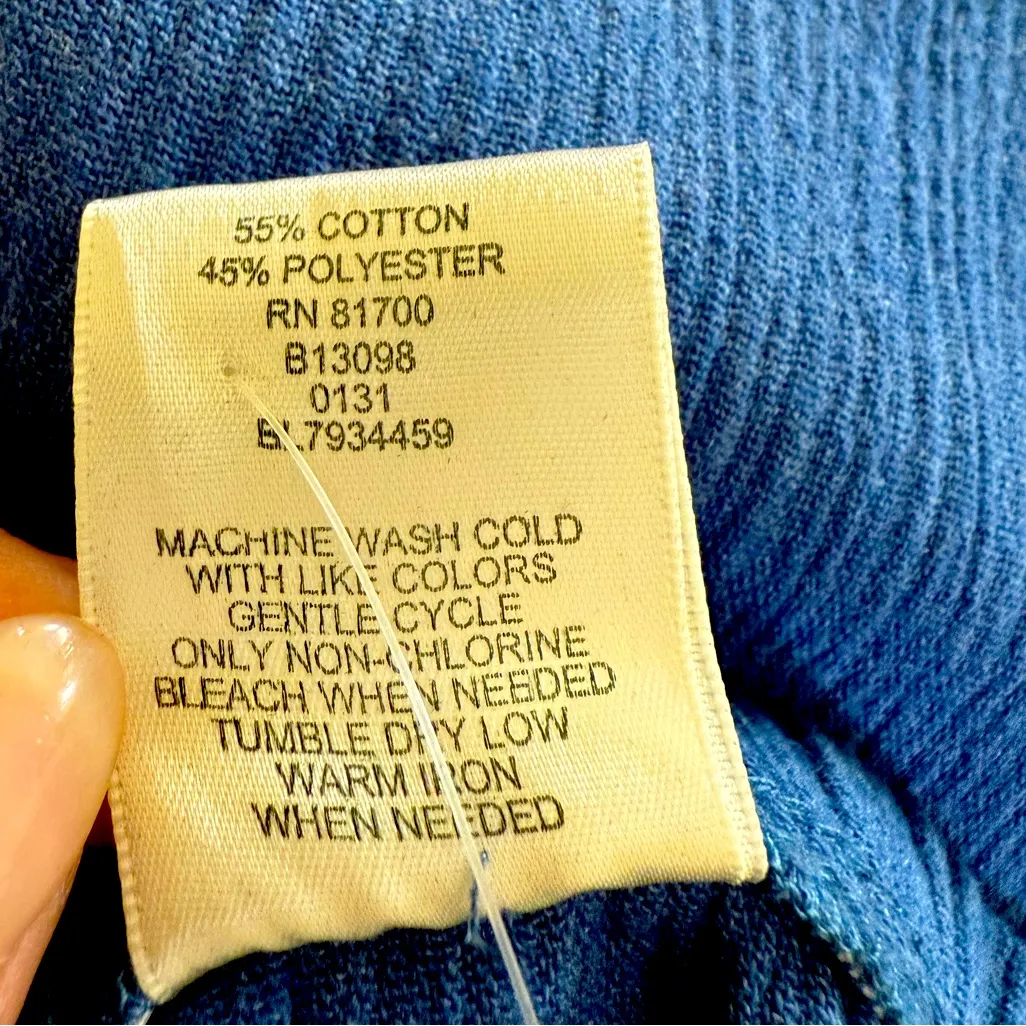 55% COTTON
45% POLYESTER
RN 81700
B13098
0131
BL7934459
MACHINE WASH COLD
WITH LIKE COLORS
GENTLE CYCLE
ONLY NON-CHLORINE
BLEACH WHEN NEEDED
TUMBLE DRY LOW
WARM IRON
WHEN NEEDED